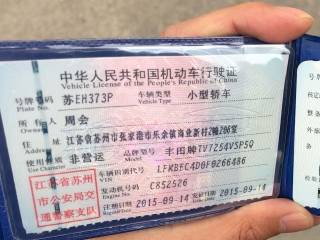 中华人民共和国机动车行驶证
Vehicle License of the People's Republic of China
号牌号码 苏EH373P 车辆类型 小型轿车
Plate No. Vehicle Type
所有人 周会
Owner
住址 江苏省苏州市张家港市乐余镇商业新村2幢206室
Address
使用性质 非营运 品牌型号 丰田牌TV7254VSP5Q
Use Character Model
江苏省苏州
市公安局交
通警察支队
车辆识别代号 LFKBEC4D0F0266486
VIN
发动机号码 C852526
Engine No.
注册日期 2015-09-14 发证日期 2015-09-14
Register Date Issue Date